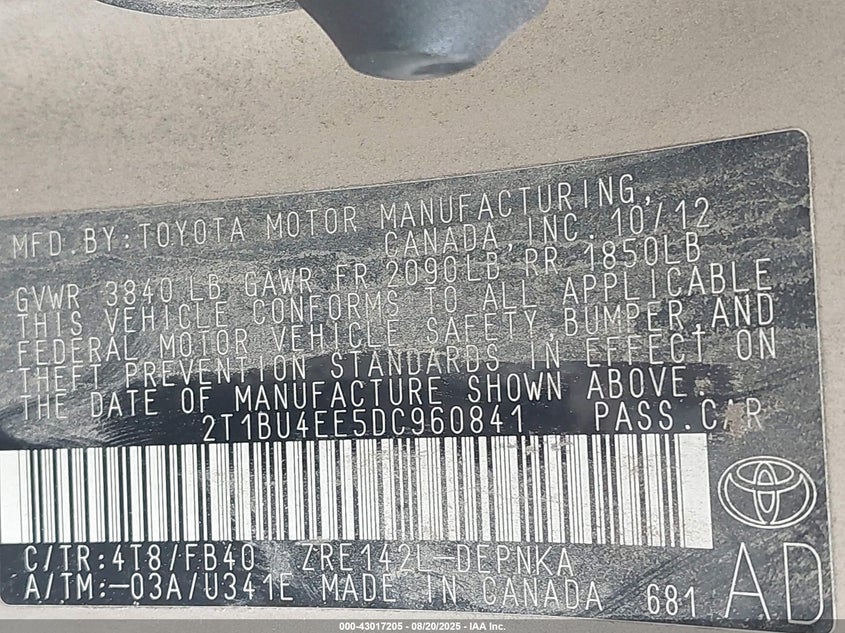 MFD.BY:TOYOTA MOTOR MANUFACTURING,
CANADA,INC. 10/12
GVWR 3840 LB GAWR FR 2090LB RR 1850LB
THIS VEHICLE CONFORMS TO ALL APPLICABLE
FEDERAL MOTOR VEHICLE SAFETY,BUMPER,AND
THEFT PREVENTION STANDARDS IN EFFECT ON
THE DATE OF MANUFACTURE SHOWN ABOVE.
2T1BU4EE5DC960841 PASS.CAR
C/TR:4T8/FB40 ZRE142L-DEPNKA
A/TM:-03A/U341E MADE IN CANADA 681
AD
000-43017205 - 08/20/2025 - IAA Inc.